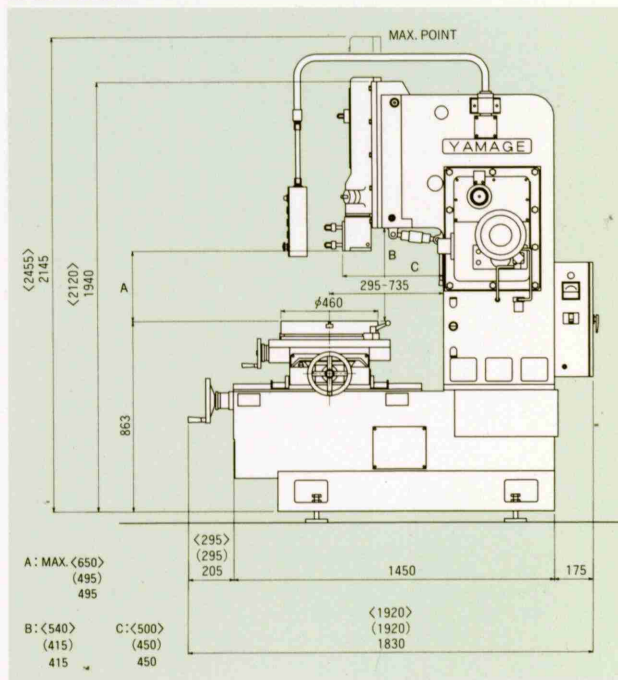 MAX. POINT
YAMAGE
〈2455〉
2145
〈2120〉
1940
A
B
C
295-735
φ460
863
〈295〉
(295)
205
1450
175
〈1920〉
(1920)
1830
A: MAX.〈650〉
(495)
495
B:〈540〉
(415)
415
C:〈500〉
(450)
450